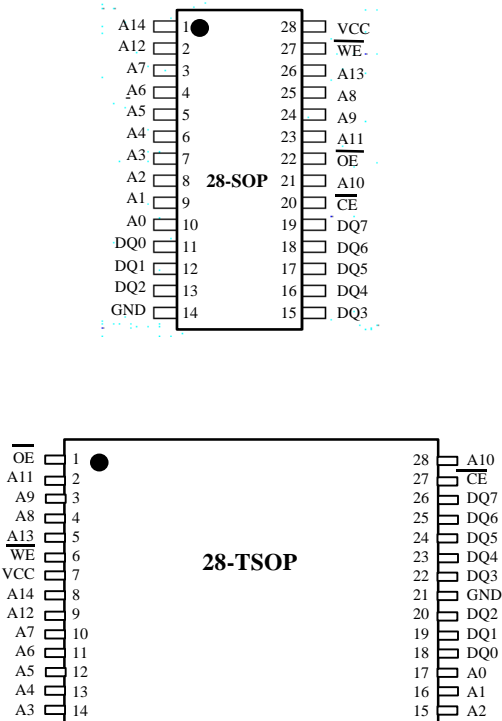 A14 1 28 VCC
A12 2 27 WE
A7 3 26 A13
A6 4 25 A8
A5 5 24 A9
A4 6 23 A11
A3 7 22 OE
A2 8 28-SOP 21 A10
A1 9 20 CE
A0 10 19 DQ7
DQ0 11 18 DQ6
DQ1 12 17 DQ5
DQ2 13 16 DQ4
GND 14 15 DQ3
OE 1 28 A10
A11 2 27 CE
A9 3 26 DQ7
A8 4 25 DQ6
A13 5 24 DQ5
WE 6 28-TSOP 23 DQ4
VCC 7 22 DQ3
A14 8 21 GND
A12 9 20 DQ2
A7 10 19 DQ1
A6 11 18 DQ0
A5 12 17 A0
A4 13 16 A1
A3 14 15 A2